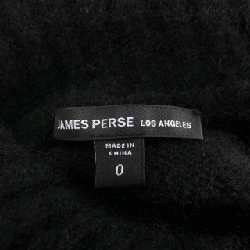 JAMES PERSE LOS ANGELES
MADE IN
CHINA
0